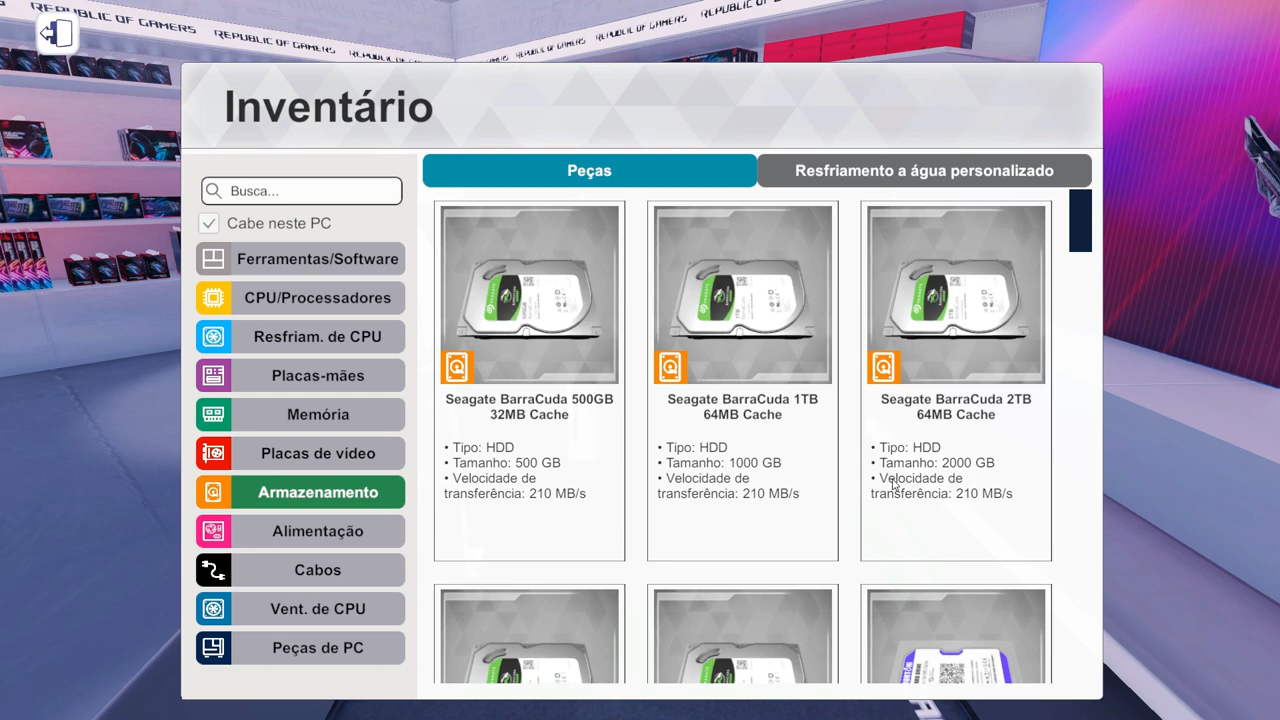 REPUBLIC OF GAMERS
REPUBLIC OF GAMERS
REPUBLIC OF GAMERS
REPUBLIC OF GAMERS
REPUBLIC OF GAMERS
Inventário
Busca...
Cabe neste PC
Ferramentas/Software
CPU/Processadores
Resfriam. de CPU
Placas-mães
Memória
Placas de vídeo
Armazenamento
Alimentação
Cabos
Vent. de CPU
Peças de PC
Peças
Resfriamento a água personalizado
Seagate BarraCuda 500GB
32MB Cache
• Tipo: HDD
• Tamanho: 500 GB
• Velocidade de
transferência: 210 MB/s
Seagate BarraCuda 1TB
64MB Cache
• Tipo: HDD
• Tamanho: 1000 GB
• Velocidade de
transferência: 210 MB/s
Seagate BarraCuda 2TB
64MB Cache
• Tipo: HDD
• Tamanho: 2000 GB
• Velocidade de
transferência: 210 MB/s